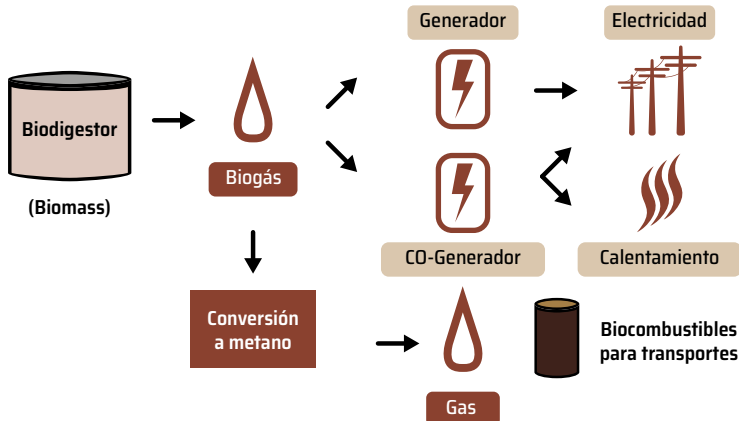 Generador
Electricidad
Biodigestor
(Biomass)
Biogás
CO-Generador
Calentamiento
Conversión
a metano
Gas
Biocombustibles
para transportes